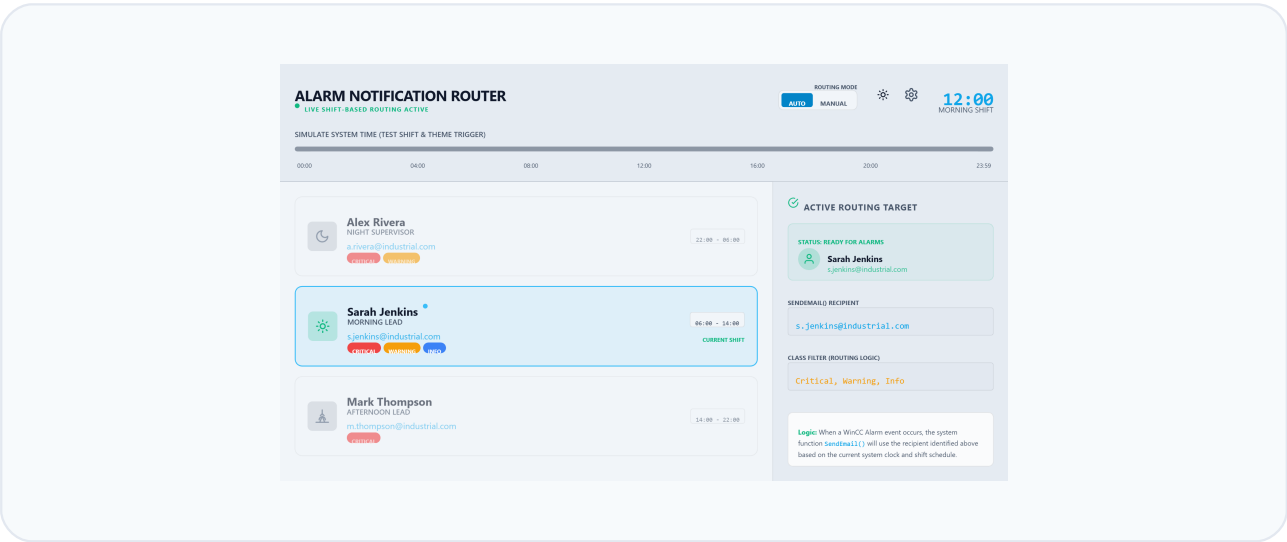 ALARM NOTIFICATION ROUTER
LIVE SHIFT-BASED ROUTING ACTIVE
ROUTING MODE
AUTO MANUAL
12:00
MORNING SHIFT
SIMULATE SYSTEM TIME (TEST SHIFT & THEME TRIGGER)
00:00 04:00 08:00 12:00 16:00 20:00 23:59
Alex Rivera
NIGHT SUPERVISOR
a.rivera@industrial.com
CRITICAL WARNING
22:00 - 06:00
Sarah Jenkins
MORNING LEAD
s.jenkins@industrial.com
CRITICAL WARNING INFO
06:00 - 14:00
CURRENT SHIFT
Mark Thompson
AFTERNOON LEAD
m.thompson@industrial.com
CRITICAL
14:00 - 22:00
ACTIVE ROUTING TARGET
STATUS: READY FOR ALARMS
Sarah Jenkins
s.jenkins@industrial.com
SENDEMAIL() RECIPIENT
s.jenkins@industrial.com
CLASS FILTER (ROUTING LOGIC)
Critical, Warning, Info
Logic: When a WinCC Alarm event occurs, the system
function SendEmail() will use the recipient identified above
based on the current system clock and shift schedule.